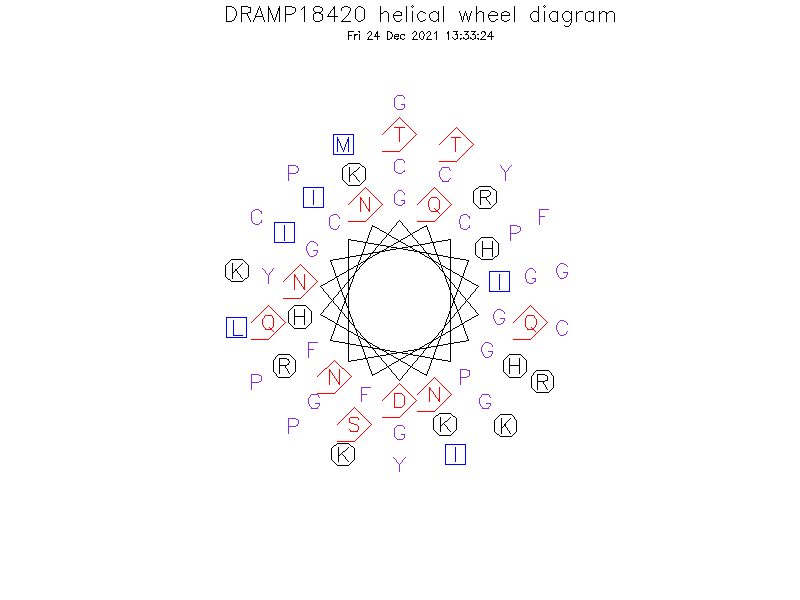 DRAMP18420 helical wheel diagram
Fri 24 Dec 2021 13:33:24
G
M T T
P K C C Y
I N G Q R
C I C C P F
G H
K Y N I G G
L Q H G Q C
P R F G H R
N P
P G F D N G K
S G K
K Y I